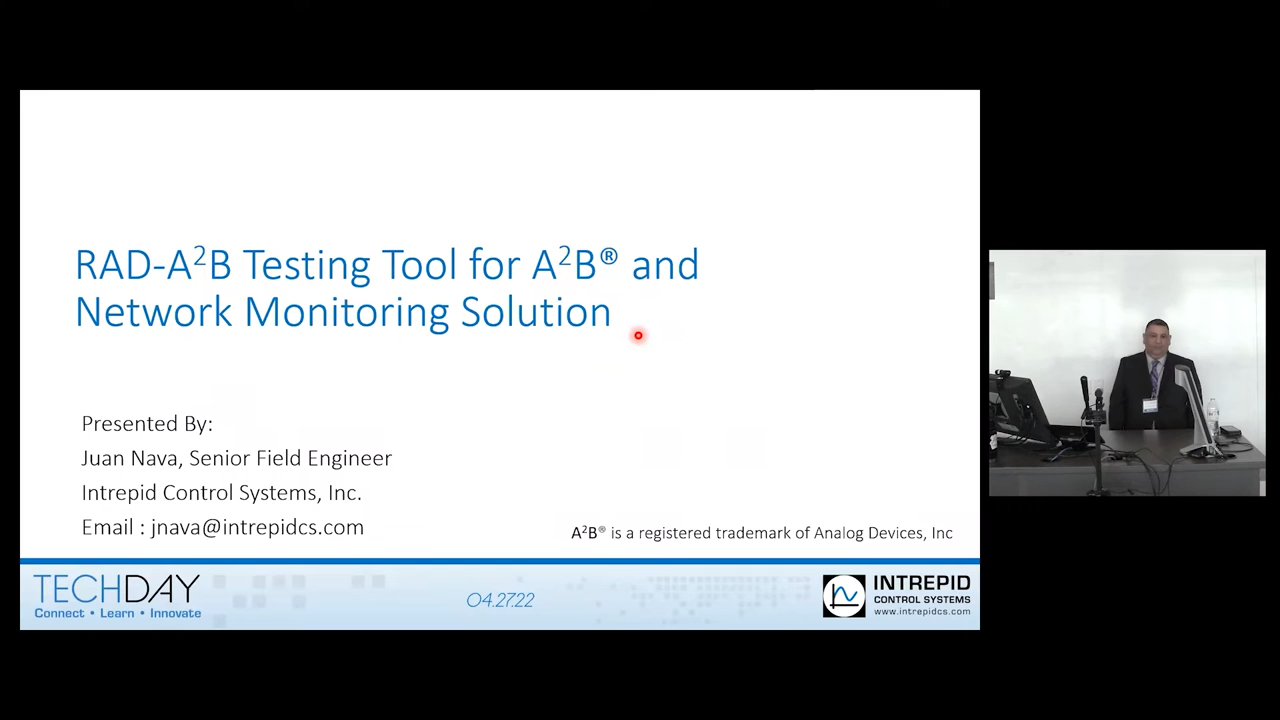 RAD-A²B Testing Tool for A²B® and
Network Monitoring Solution
Presented By:
Juan Nava, Senior Field Engineer
Intrepid Control Systems, Inc.
Email : jnava@intrepidcs.com
A²B® is a registered trademark of Analog Devices, Inc
TECHDAY
Connect • Learn • Innovate
04.27.22
INTREPID
CONTROL SYSTEMS
www.intrepidcs.com